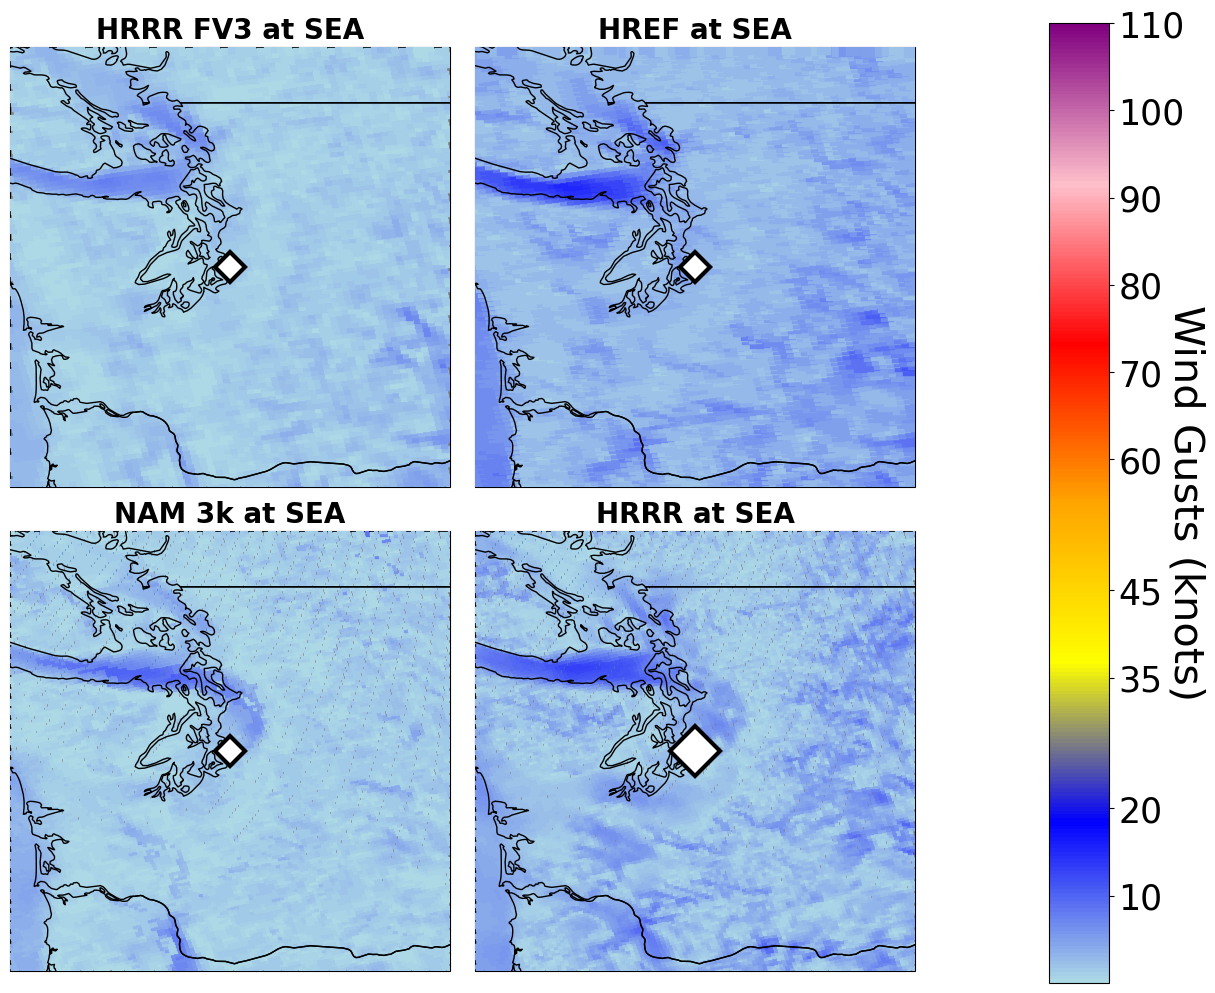 HRRR FV3 at SEA
HREF at SEA
NAM 3k at SEA
HRRR at SEA
110
100
90
80
70
60
45
35
20
10
Wind Gusts (knots)